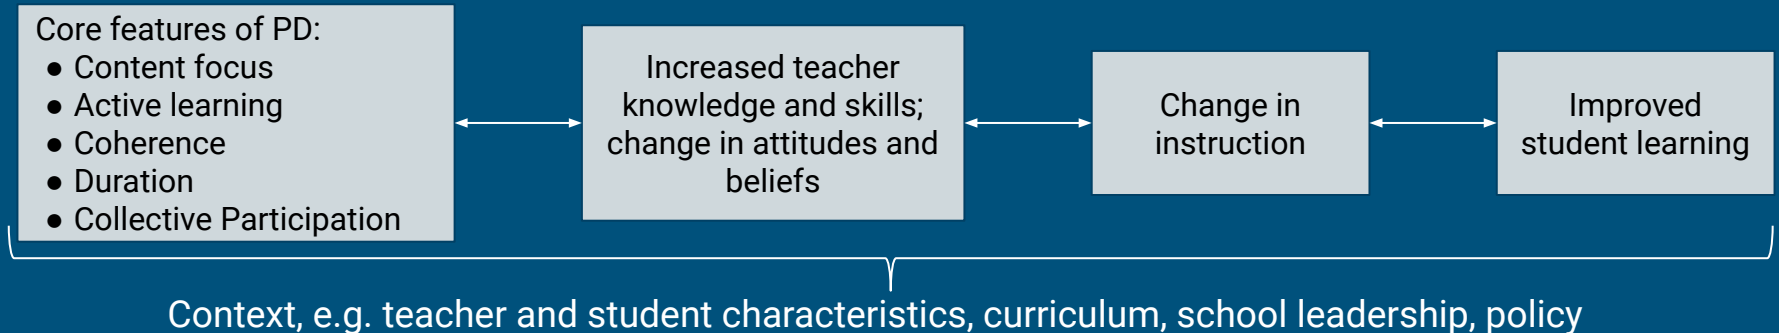 Core features of PD:
● Content focus
● Active learning
● Coherence
● Duration
● Collective Participation
Increased teacher
knowledge and skills;
change in attitudes and
beliefs
Change in
instruction
Improved
student learning
Context, e.g. teacher and student characteristics, curriculum, school leadership, policy